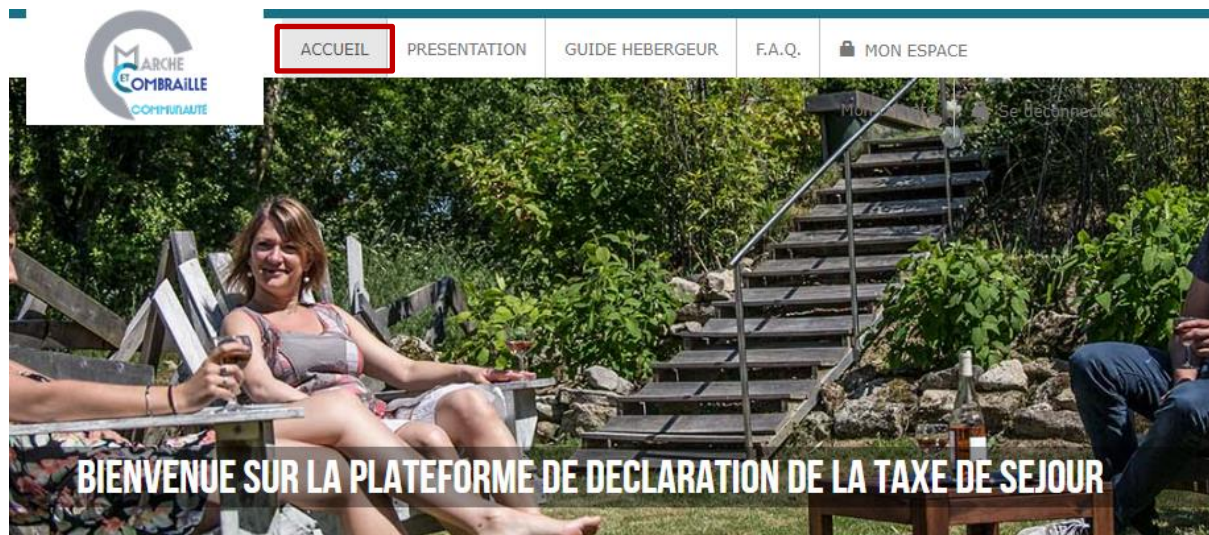 MARCHE
ET
COMBRAILLE
COMMUNAUTÉ
ACCUEIL PRESENTATION GUIDE HEBERGEUR F.A.Q. MON ESPACE
Se déconnecter
BIENVENUE SUR LA PLATEFORME DE DECLARATION DE LA TAXE DE SEJOUR